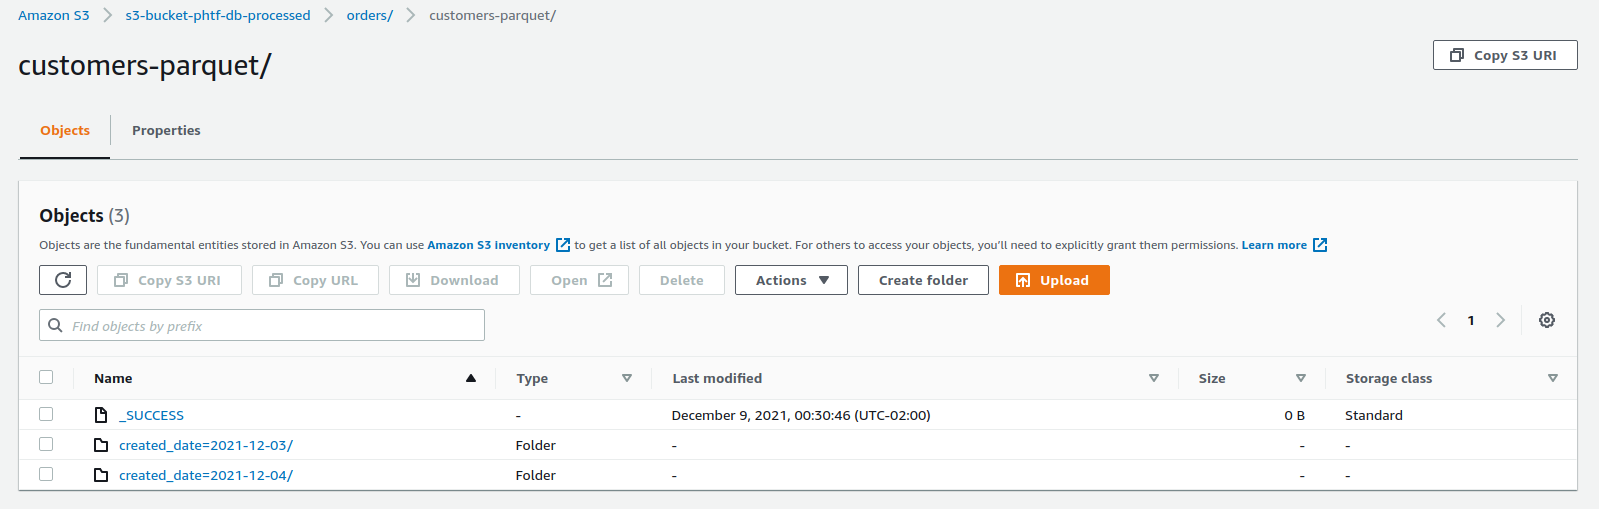 Amazon S3 > s3-bucket-phtf-db-processed > orders/ > customers-parquet/
customers-parquet/
Copy S3 URI
Objects Properties
Objects (3)
Objects are the fundamental entities stored in Amazon S3. You can use Amazon S3 inventory to get a list of all objects in your bucket. For others to access your objects, you'll need to explicitly grant them permissions. Learn more
Copy S3 URI Copy URL Download Open Delete Actions Create folder Upload
Find objects by prefix
1
Name Type Last modified Size Storage class
_SUCCESS - December 9, 2021, 00:30:46 (UTC-02:00) 0 B Standard
created_date=2021-12-03/ Folder - - -
created_date=2021-12-04/ Folder - - -